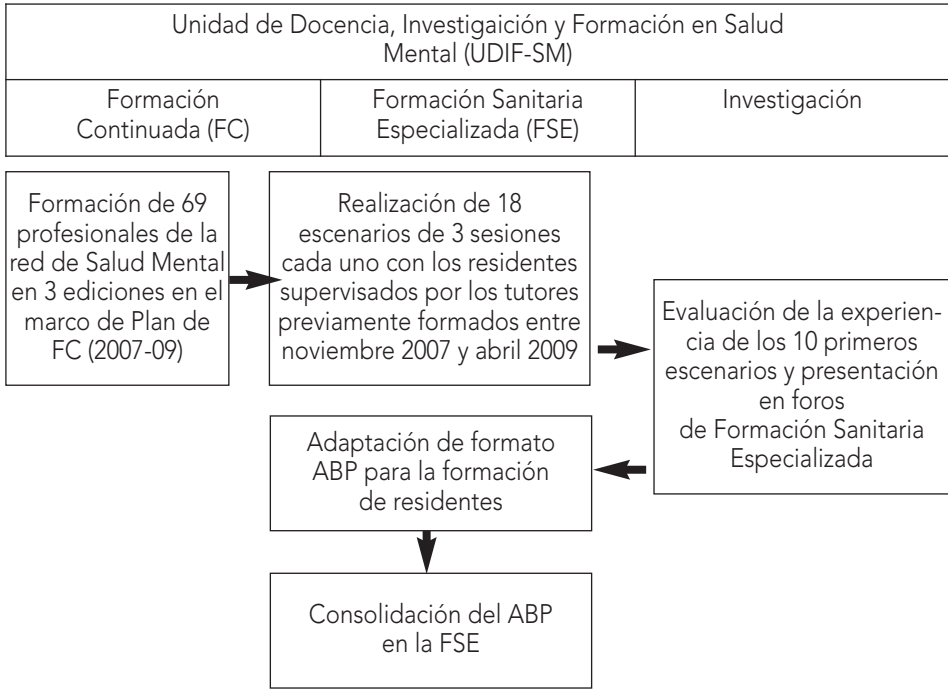 Unidad de Docencia, Investigaición y Formación en Salud
Mental (UDIF-SM)
Formación
Continuada (FC)
Formación Sanitaria
Especializada (FSE)
Investigación
Formación de 69
profesionales de la
red de Salud Mental
en 3 ediciones en el
marco de Plan de
FC (2007-09)
Realización de 18
escenarios de 3 sesiones
cada uno con los residentes
supervisados por los tutores
previamente formados entre
noviembre 2007 y abril 2009
Evaluación de la experien-
cia de los 10 primeros
escenarios y presentación
en foros
de Formación Sanitaria
Especializada
Adaptación de formato
ABP para la formación
de residentes
Consolidación del ABP
en la FSE